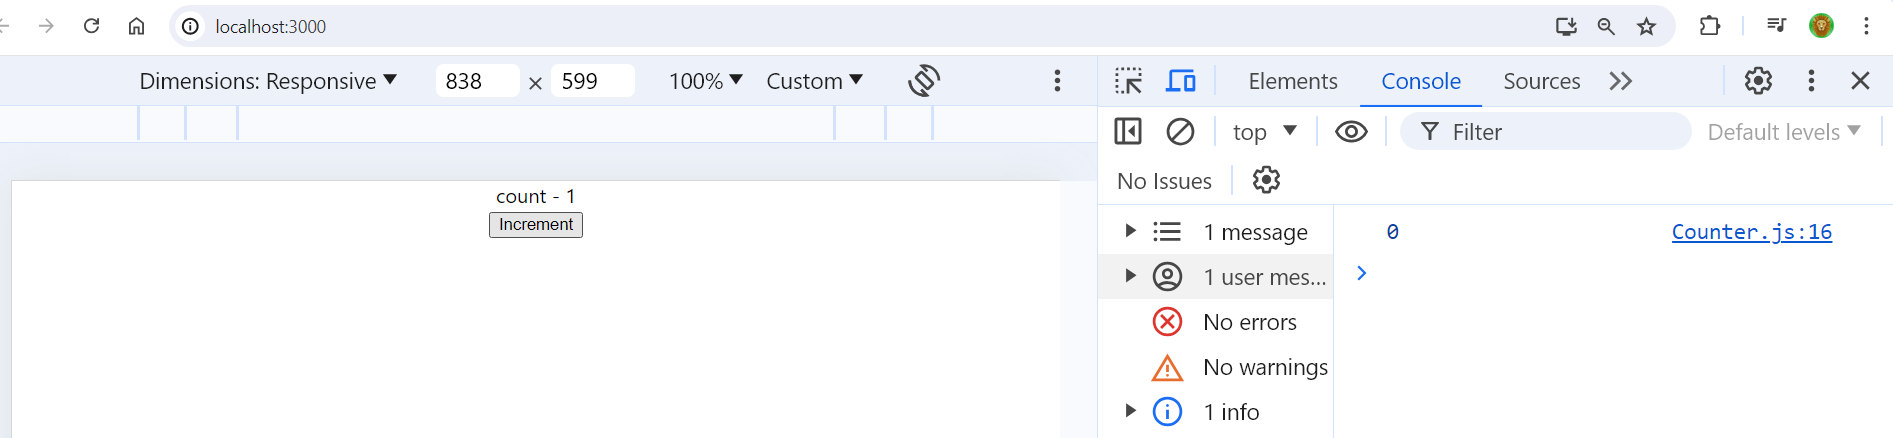 localhost:3000
Dimensions: Responsive 838 × 599 100% Custom
Elements Console Sources
top Filter Default levels
No Issues
count - 1
Increment
1 message
0 Counter.js:16
1 user mes...
No errors
No warnings
1 info